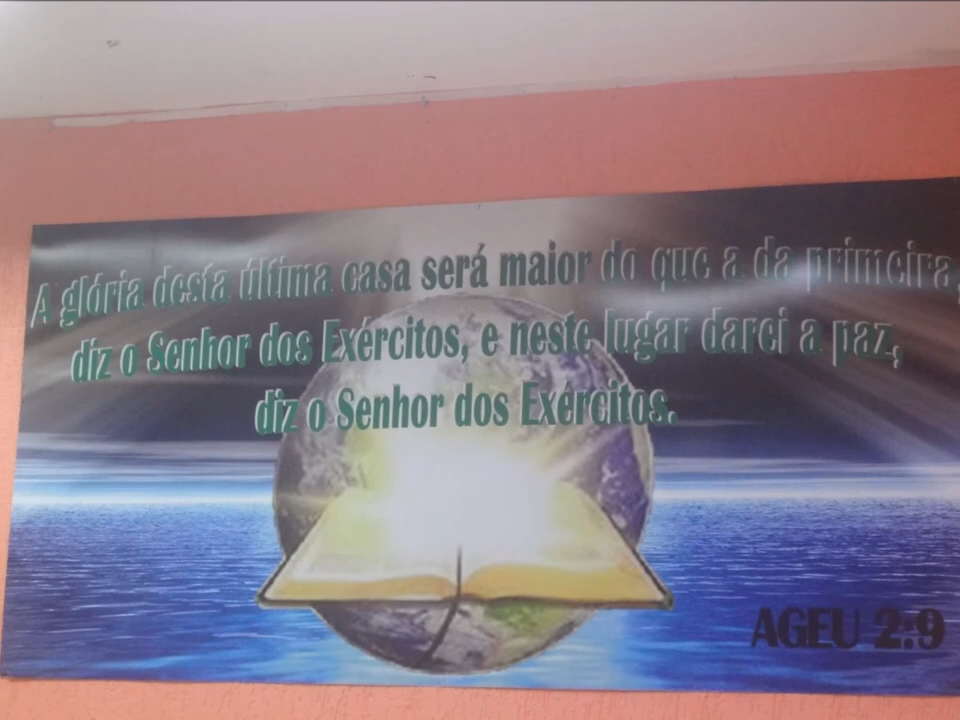 A glória desta última casa será maior do que a da primeira,
diz o Senhor dos Exércitos, e neste lugar darei a paz,
diz o Senhor dos Exércitos.
AGEU 2:9